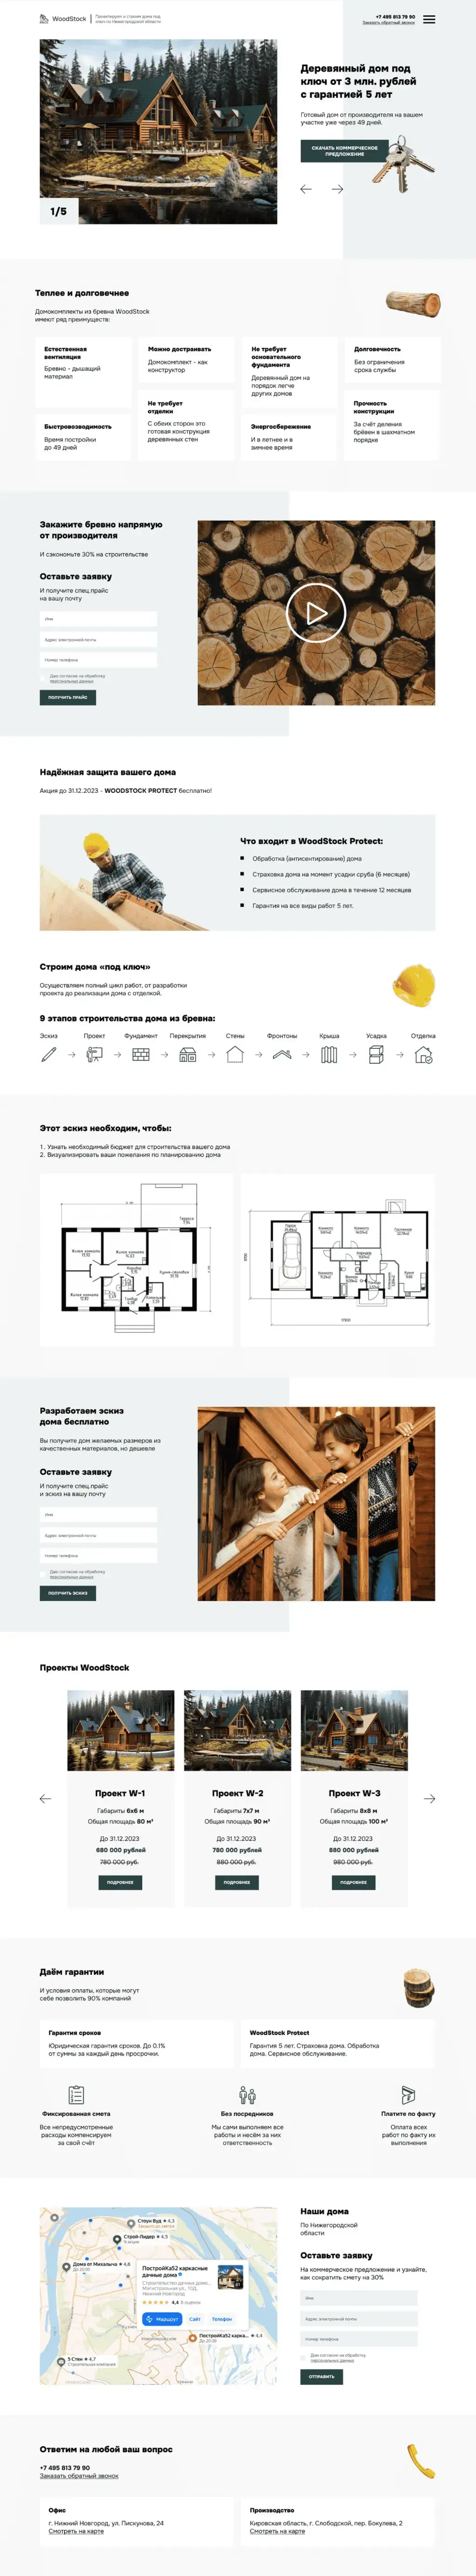 WoodStock
Проектируем и строим дома под
ключ по Нижегородской области
+7 495 813 79 90
Заказать обратный звонок
Деревянный дом под
ключ от 3 млн. рублей
с гарантией 5 лет
Готовый дом от производителя на вашем
участке уже через 49 дней.
СКАЧАТЬ КОММЕРЧЕСКОЕ
ПРЕДЛОЖЕНИЕ
1/5
Теплее и долговечнее
Домокомплекты из бревна WoodStock
имеют ряд преимуществ:
Естественная
вентиляция
Бревно - дышащий
материал
Быстровозводимость
Время постройки
до 49 дней
Можно достраивать
Домокомплект - как
конструктор
Не требует
отделки
С обеих сторон это
готовая конструкция
деревянных стен
Не требует
основательного
фундамента
Деревянный дом на
порядок легче
других домов
Энергосбережение
И в летнее и в
зимнее время
Долговечность
Без ограничения
срока службы
Прочность
конструкции
За счёт деления
брёвен в шахматном
порядке
Закажите бревно напрямую
от производителя
И сэкономьте 30% на строительстве
Оставьте заявку
И получите спец.прайс
на вашу почту
Имя
Адрес электронной почты
Номер телефона
Даю согласие на обработку
персональных данных
ПОЛУЧИТЬ ПРАЙС
Надёжная защита вашего дома
Акция до 31.12.2023 - WOODSTOCK PROTECT бесплатно!
Что входит в WoodStock Protect:
Обработка (антисентирование) дома
Страховка дома на момент усадки сруба (6 месяцев)
Сервисное обслуживание дома в течение 12 месяцев
Гарантия на все виды работ 5 лет.
Строим дома «под ключ»
Осуществляем полный цикл работ, от разработки
проекта до реализации дома с отделкой.
9 этапов строительства дома из бревна:
Эскиз Проект Фундамент Перекрытия Стены Фронтоны Крыша Усадка Отделка
Этот эскиз необходим, чтобы:
1. Узнать необходимый бюджет для строительства вашего дома
2. Визуализировать ваши пожелания по планированию дома
Разработаем эскиз
дома бесплатно
Вы получите дом желаемых размеров из
качественных материалов, но дешевле
Оставьте заявку
И получите спец.прайс
и эскиз на вашу почту
Имя
Адрес электронной почты
Номер телефона
Даю согласие на обработку
персональных данных
ПОЛУЧИТЬ ЭСКИЗ
Проекты WoodStock
Проект W-1
Габариты 6х6 м
Общая площадь 80 м²
До 31.12.2023
680 000 рублей
780 000 руб.
ПОДРОБНЕЕ
Проект W-2
Габариты 7х7 м
Общая площадь 90 м²
До 31.12.2023
780 000 рублей
880 000 руб.
ПОДРОБНЕЕ
Проект W-3
Габариты 8х8 м
Общая площадь 100 м²
До 31.12.2023
880 000 рублей
980 000 руб.
ПОДРОБНЕЕ
Даём гарантии
И условия оплаты, которые могут
себе позволить 90% компаний
Гарантия сроков
Юридическая гарантия сроков. До 0.1%
от суммы за каждый день просрочки.
WoodStock Protect
Гарантия 5 лет. Страховка дома. Обработка
дома. Сервисное обслуживание.
Фиксированная смета
Все непредусмотренные
расходы компенсируем
за свой счёт
Без посредников
Мы сами выполняем все
работы и несём за них
ответственность
Платите по факту
Оплата всех
работ по факту их
выполнения
Стоун Буд ★ 4,3
Строй-Лидер ★ 4,5
Дома от Михалыча ★ 4,6
До 20:00
ПостройКа52 каркасные
дачные дома
Строительство дачных домо...
Нижний Новгород
4,4
Маршрут
Сайт
Телефон
ПостройКа52 карка... ★ 4,4
До 20:00
5 Стен ★ 4,7
Строительная компания
Наши дома
По Нижегородской
области
Оставьте заявку
На коммерческое предложение и узнайте,
как сократить смету на 30%
Имя
Адрес электронной почты
Номер телефона
Даю согласие на обработку
персональных данных
ОТПРАВИТЬ
Ответим на любой ваш вопрос
+7 495 813 79 90
Заказать обратный звонок
Офис
г. Нижний Новгород, ул. Пискунова, 24
Смотреть на карте
Производство
Кировская область, г. Слободской, пер. Бокулева, 2
Смотреть на карте